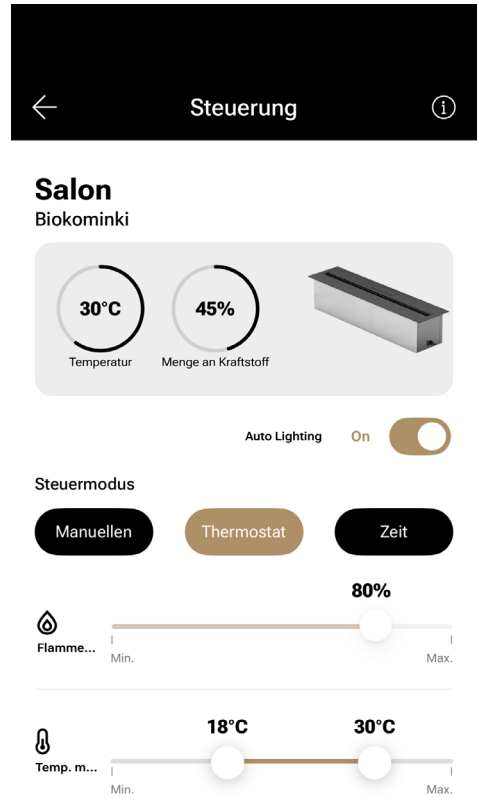 Steuerung
Salon
Biokominki
30°C
45%
Temperatur
Menge an Kraftstoff
Auto Lighting
On
Steuermodus
Manuellen
Thermostat
Zeit
80%
Flamme...
Min.
Max.
18°C
30°C
Temp. m...
Min.
Max.